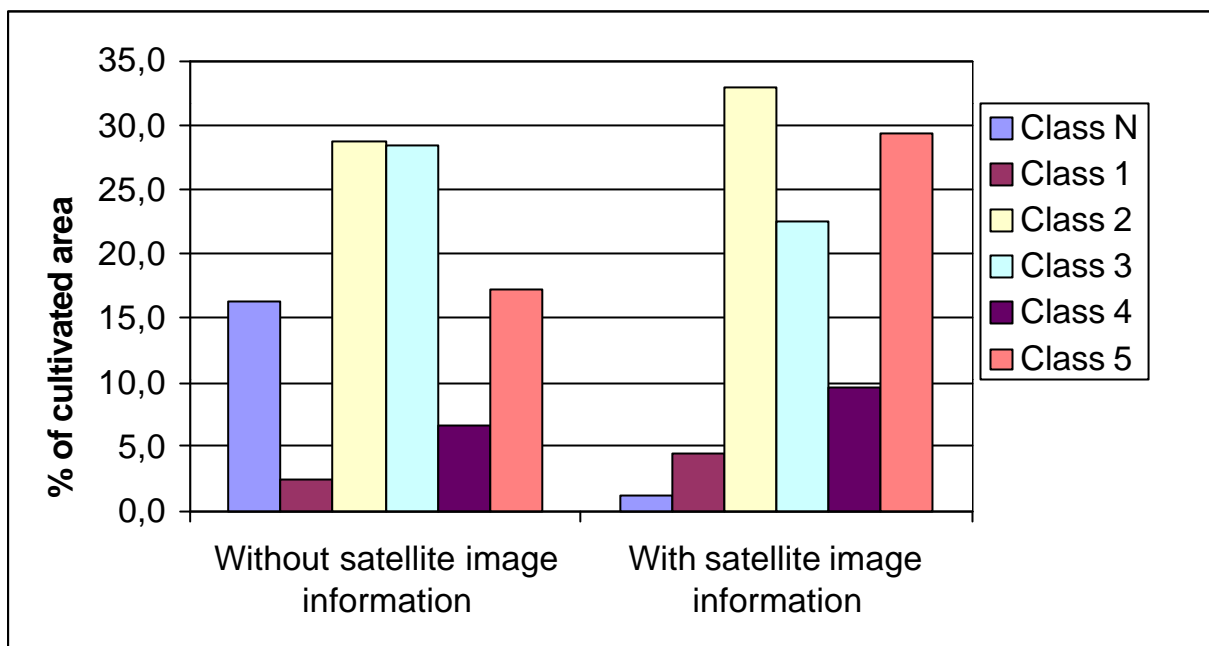 % of cultivated area
35,0
30,0
25,0
20,0
15,0
10,0
5,0
0,0
Without satellite image
information
With satellite image
information
Class N
Class 1
Class 2
Class 3
Class 4
Class 5